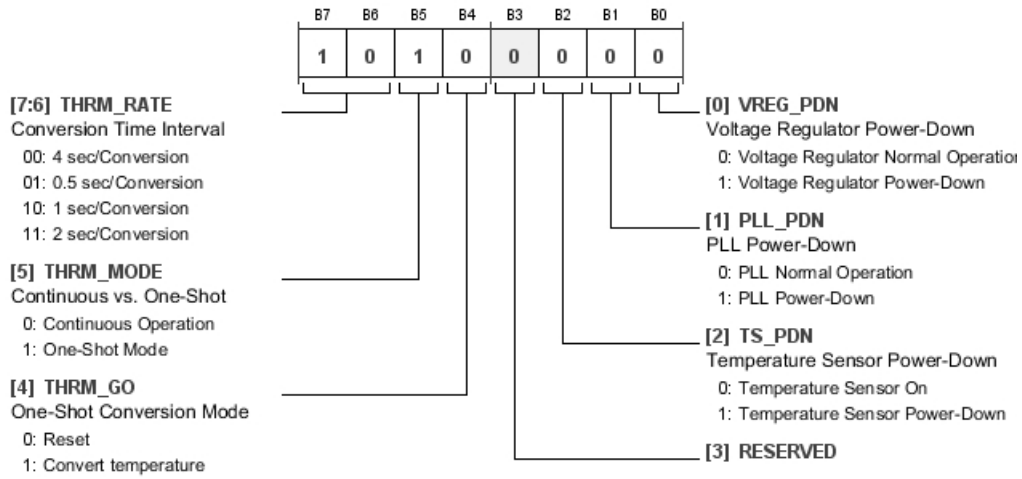 B7 B6 B5 B4 B3 B2 B1 B0
1 0 1 0 0 0 0 0
[7:6] THRM_RATE
Conversion Time Interval
00: 4 sec/Conversion
01: 0.5 sec/Conversion
10: 1 sec/Conversion
11: 2 sec/Conversion
[5] THRM_MODE
Continuous vs. One-Shot
0: Continuous Operation
1: One-Shot Mode
[4] THRM_GO
One-Shot Conversion Mode
0: Reset
1: Convert temperature
[0] VREG_PDN
Voltage Regulator Power-Down
0: Voltage Regulator Normal Operation
1: Voltage Regulator Power-Down
[1] PLL_PDN
PLL Power-Down
0: PLL Normal Operation
1: PLL Power-Down
[2] TS_PDN
Temperature Sensor Power-Down
0: Temperature Sensor On
1: Temperature Sensor Power-Down
[3] RESERVED